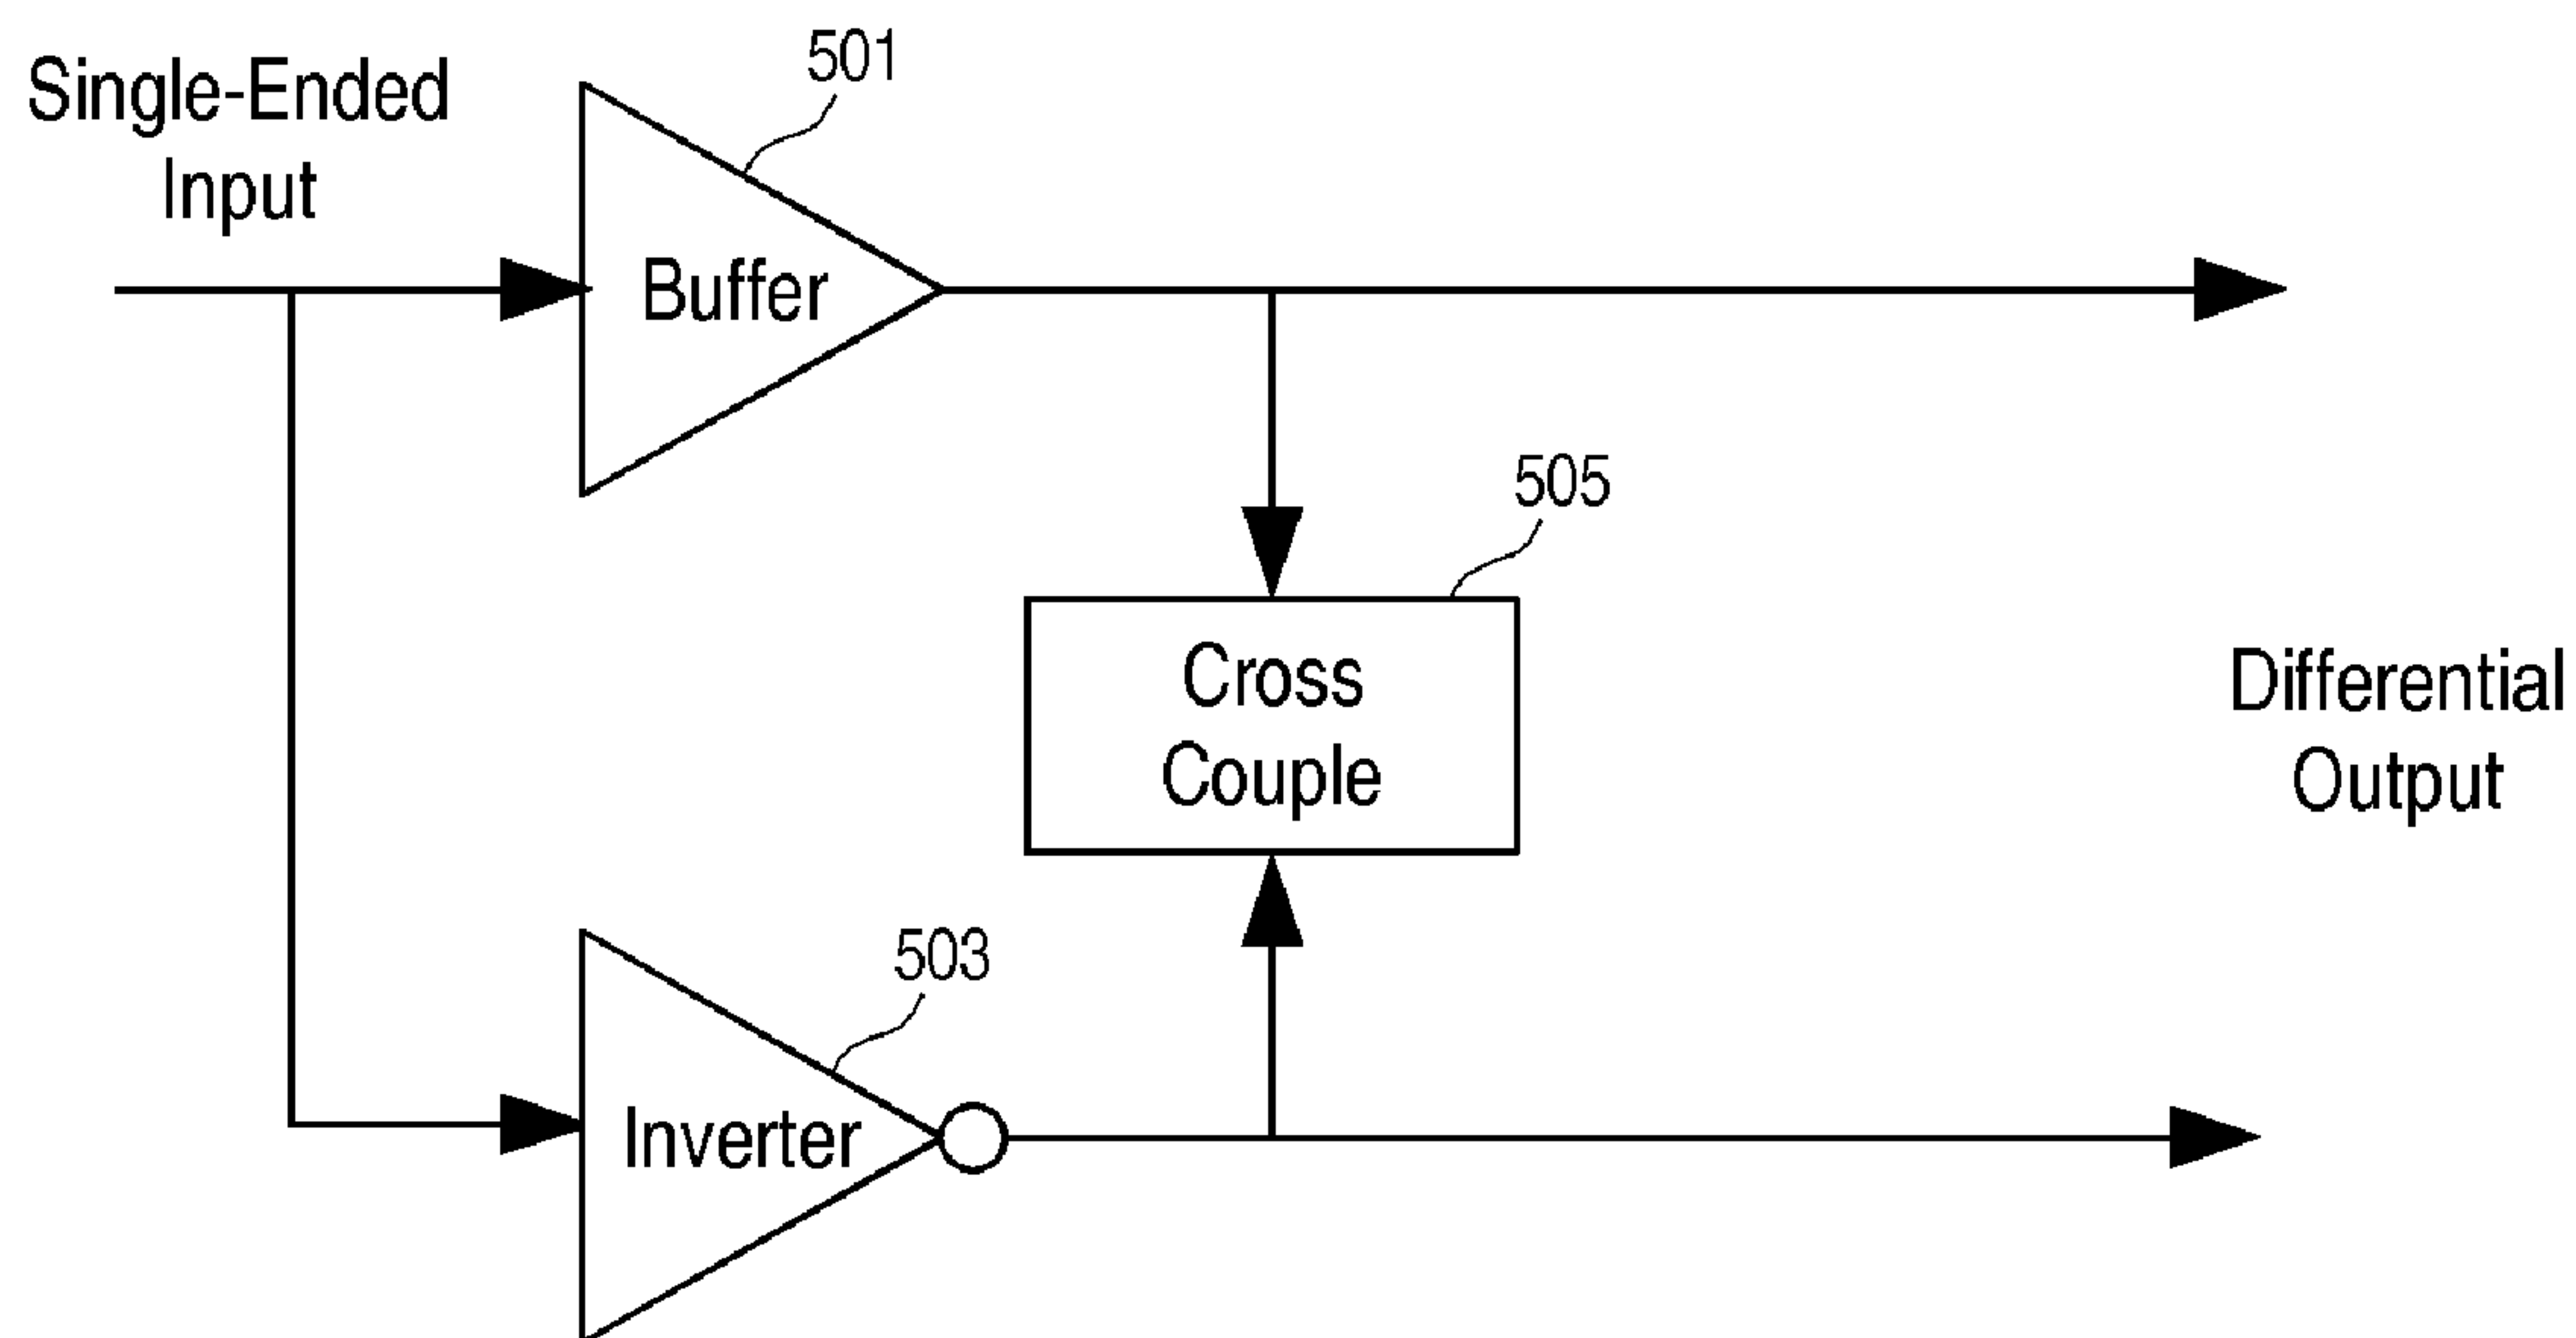 Single-Ended
Input
501
Buffer
505
Cross
Couple
Differential
Output
503
Inverter